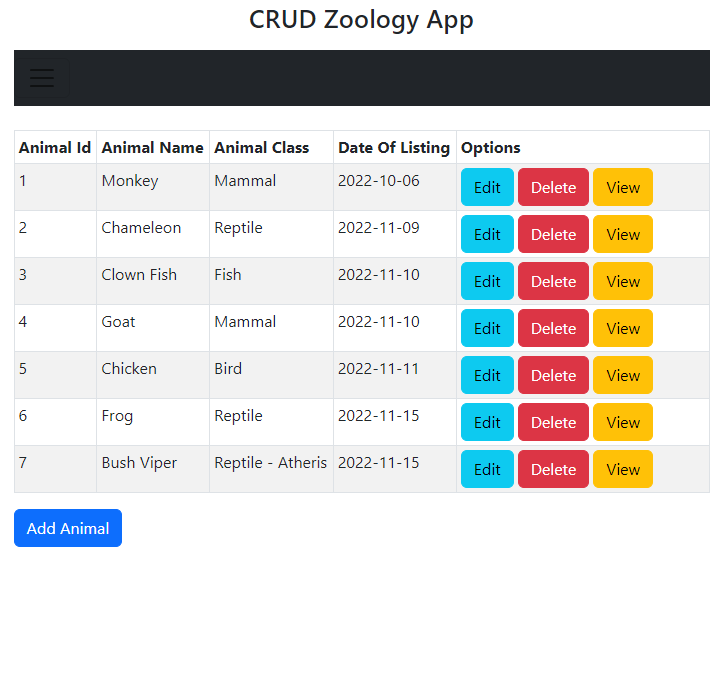 CRUD Zoology App
Animal Id Animal Name Animal Class Date Of Listing Options
1 Monkey Mammal 2022-10-06 Edit Delete View
2 Chameleon Reptile 2022-11-09 Edit Delete View
3 Clown Fish Fish 2022-11-10 Edit Delete View
4 Goat Mammal 2022-11-10 Edit Delete View
5 Chicken Bird 2022-11-11 Edit Delete View
6 Frog Reptile 2022-11-15 Edit Delete View
7 Bush Viper Reptile - Atheris 2022-11-15 Edit Delete View
Add Animal